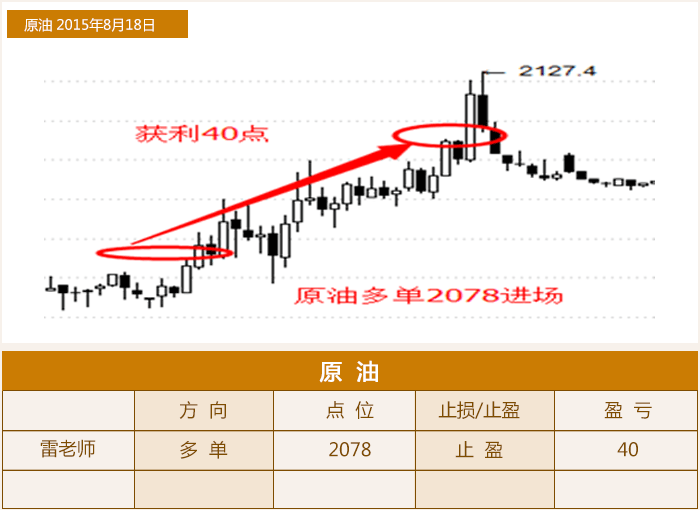 原油 2015年8月18日
2127.4
获利40点
原油多单2078进场
原 油
方 向 点 位 止损/止盈 盈 亏
雷老师 多 单 2078 止 盈 40